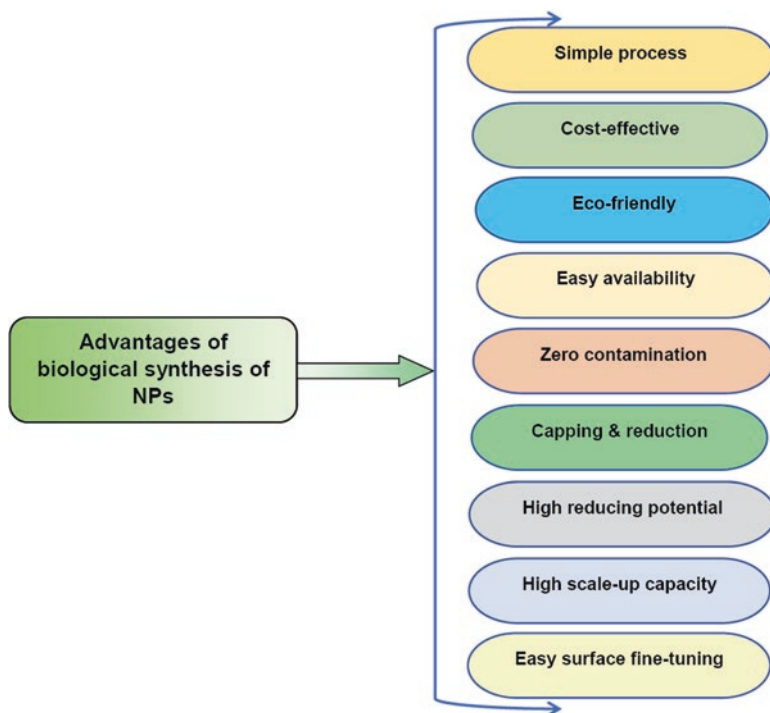 Simple process
Cost-effective
Eco-friendly
Easy availability
Advantages of
biological synthesis of
NPs
Zero contamination
Capping & reduction
High reducing potential
High scale-up capacity
Easy surface fine-tuning